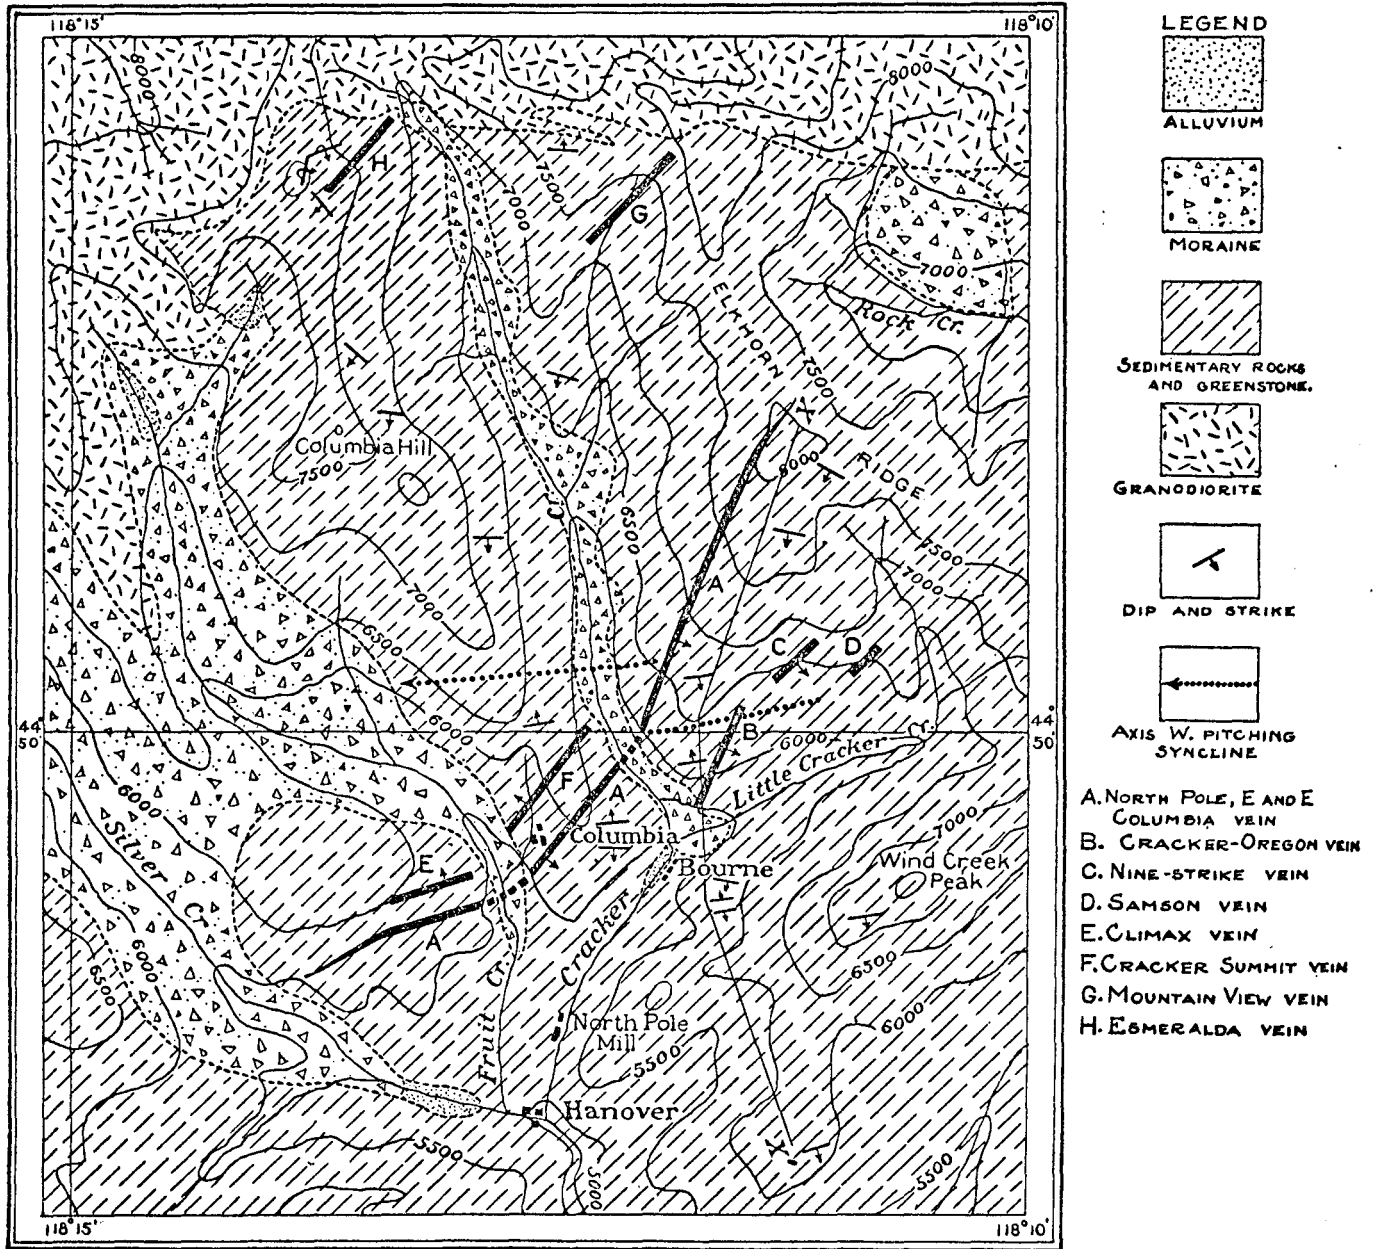 118°15'
118°10'
8000
8000
H
7500
7000
G
7000
Rock Cr.
ELKHORN
7500
X
Columbia Hill
7500
8000
RIDGE
Cr.
6500
7500
7000
A
7000
6500
C
D
6000
44°
50'
B
6000
44°
50'
Little Cracker Cr.
F
A
6000
Silver Cr.
Columbia
7000
Bourne
Wind Creek
Peak
E
A
Cracker
6500
6000
6500
Fruit Cr.
North Pole
Mill
5500
6000
Hanover
5500
5000
X'
5500
118°15'
118°10'
LEGEND
ALLUVIUM
MORAINE
SEDIMENTARY ROCKS
AND GREENSTONE.
GRANODIORITE
DIP AND STRIKE
AXIS W. PITCHING
SYNCLINE
A. NORTH POLE, E AND E
COLUMBIA VEIN
B. CRACKER-OREGON VEIN
C. NINE-STRIKE VEIN
D. SAMSON VEIN
E. CLIMAX VEIN
F. CRACKER SUMMIT VEIN
G. MOUNTAIN VIEW VEIN
H. ESMERALDA VEIN